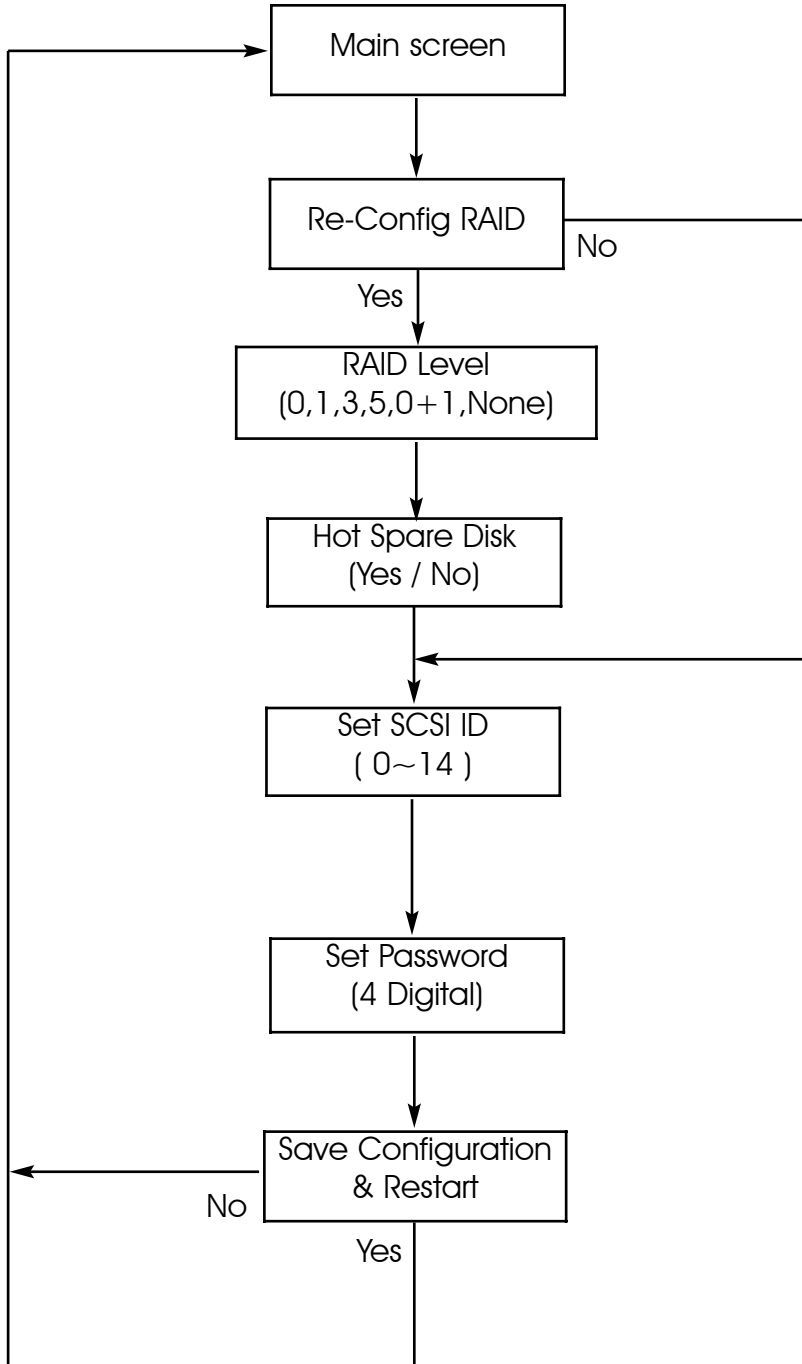 Main screen
Re-Config RAID
No
Yes
RAID Level
(0,1,3,5,0+1,None)
Hot Spare Disk
(Yes / No)
Set SCSI ID
( 0~14 )
Set Password
(4 Digital)
Save Configuration
& Restart
No
Yes